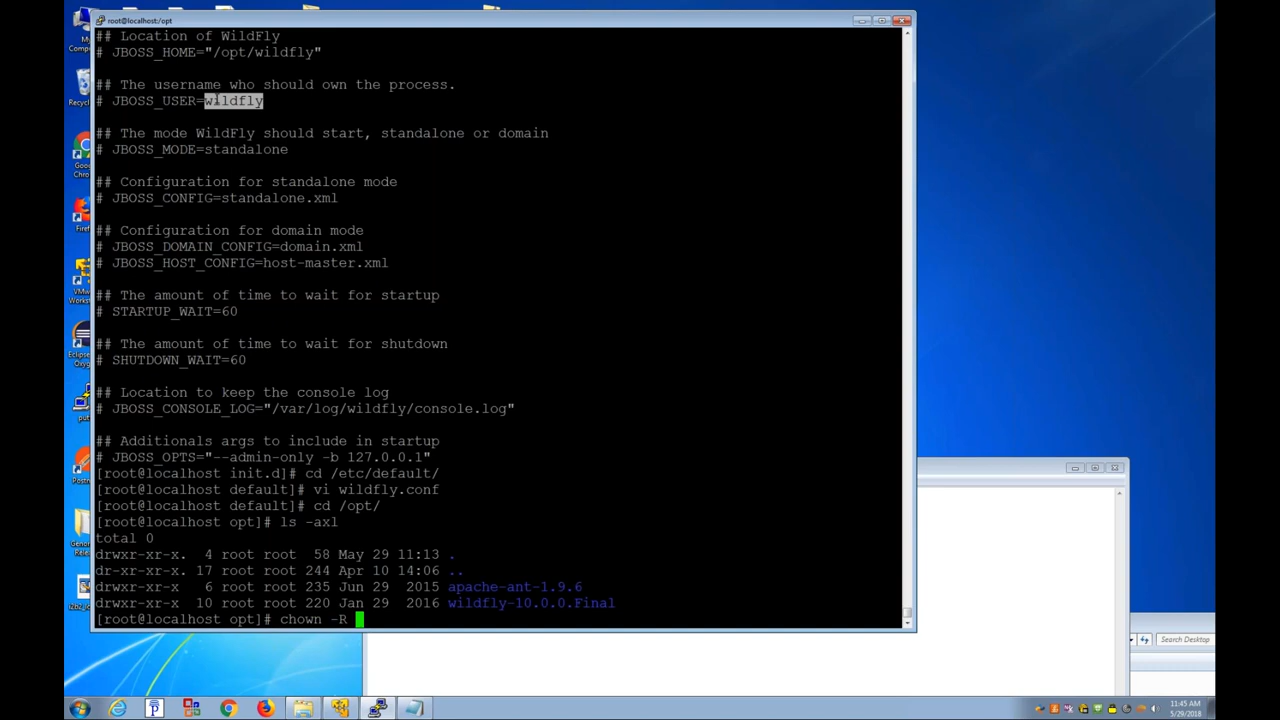 root@localhost:/opt
## Location of WildFly
# JBOSS_HOME="/opt/wildfly"
## The username who should own the process.
# JBOSS_USER=wildfly
## The mode WildFly should start, standalone or domain
# JBOSS_MODE=standalone
## Configuration for standalone mode
# JBOSS_CONFIG=standalone.xml
## Configuration for domain mode
# JBOSS_DOMAIN_CONFIG=domain.xml
# JBOSS_HOST_CONFIG=host-master.xml
## The amount of time to wait for startup
# STARTUP_WAIT=60
## The amount of time to wait for shutdown
# SHUTDOWN_WAIT=60
## Location to keep the console log
# JBOSS_CONSOLE_LOG="/var/log/wildfly/console.log"
## Additionals args to include in startup
# JBOSS_OPTS="--admin-only -b 127.0.0.1"
[root@localhost init.d]# cd /etc/default/
[root@localhost default]# vi wildfly.conf
[root@localhost default]# cd /opt/
[root@localhost opt]# ls -axl
total 0
drwxr-xr-x. 4 root root 58 May 29 11:13 .
dr-xr-xr-x. 17 root root 244 Apr 10 14:06 ..
drwxr-xr-x 6 root root 235 Jun 29 2015 apache-ant-1.9.6
drwxr-xr-x 10 root root 220 Jan 29 2016 wildfly-10.0.0.Final
[root@localhost opt]# chown -R
Search Desktop
11:45 AM
5/29/2018